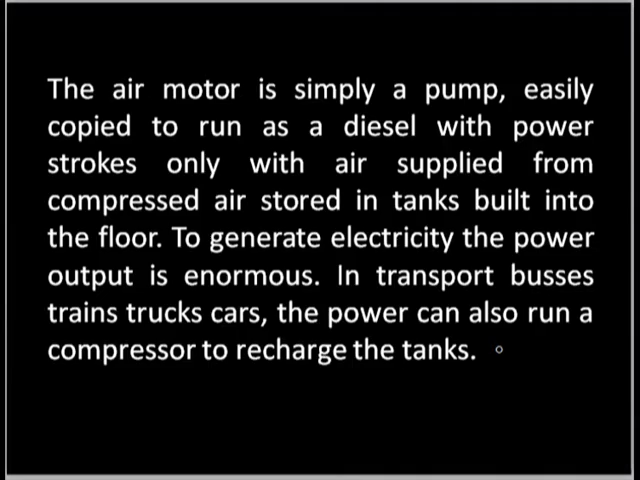 The air motor is simply a pump, easily
copied to run as a diesel with power
strokes only with air supplied from
compressed air stored in tanks built into
the floor. To generate electricity the power
output is enormous. In transport busses
trains trucks cars, the power can also run a
compressor to recharge the tanks.